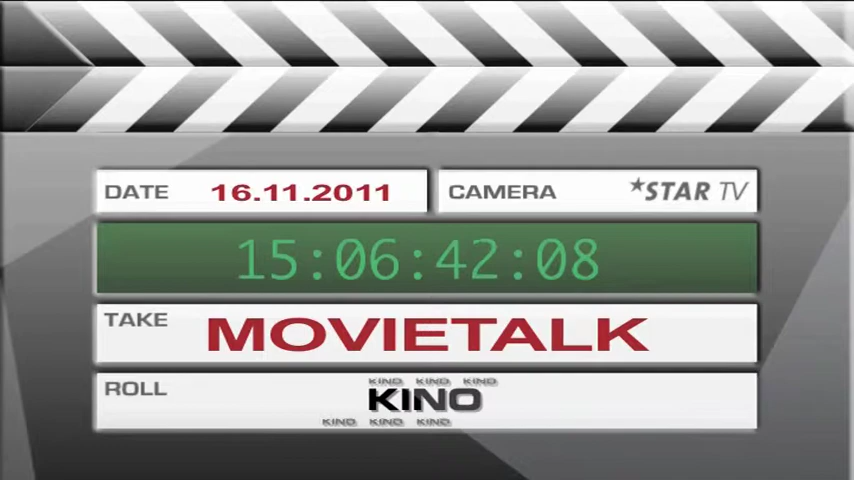 DATE 16.11.2011 CAMERA *STAR TV
15:06:42:08
TAKE MOVIETALK
KINO KINO KINO
ROLL KINO
KINO KINO KINO